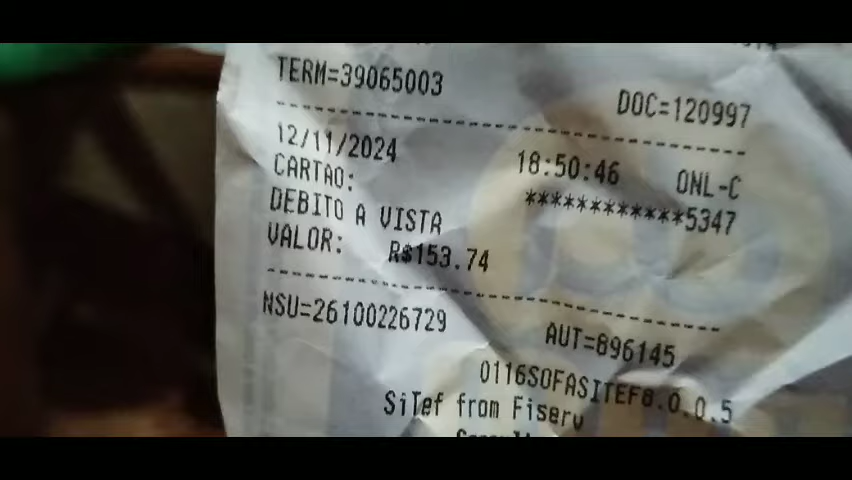 TERM=39065003 DOC=120997
12/11/2024 18:50:46 ONL-C
CARTAO: ************5347
DEBITO A VISTA
VALOR: R$153.74
NSU=26100226729 AUT=896145
0116SOFASITEF8.0.0.5
SiTef from Fiserv